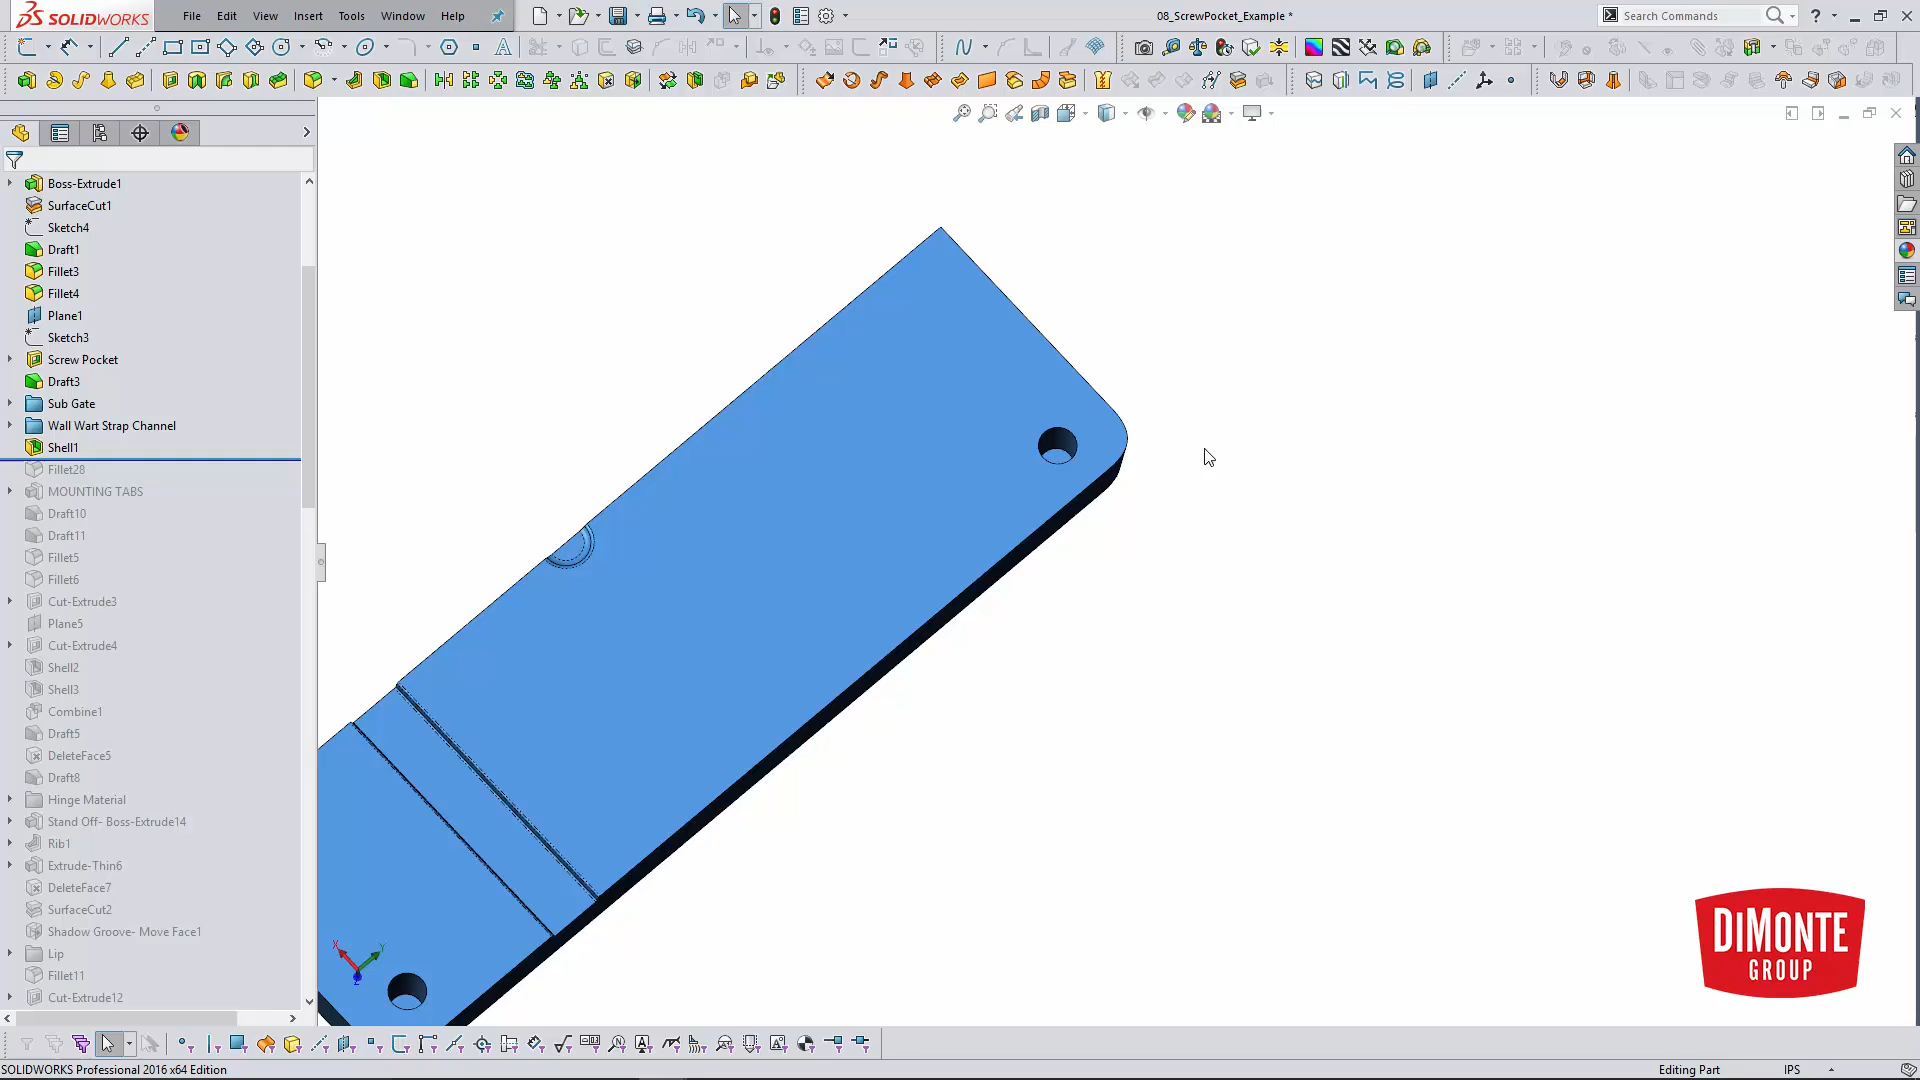 SOLIDWORKS
File Edit View Insert Tools Window Help
08_ScrewPocket_Example *
Search Commands
Boss-Extrude1
SurfaceCut1
Sketch4
Draft1
Fillet3
Fillet4
Plane1
Sketch3
Screw Pocket
Draft3
Sub Gate
Wall Wart Strap Channel
Shell1
Fillet28
MOUNTING TABS
Draft10
Draft11
Fillet5
Fillet6
Cut-Extrude3
Plane5
Cut-Extrude4
Shell2
Shell3
Combine1
Draft5
DeleteFace5
Draft8
Hinge Material
Stand Off- Boss-Extrude14
Rib1
Extrude-Thin6
DeleteFace7
SurfaceCut2
Shadow Groove- Move Face1
Lip
Fillet11
Cut-Extrude12
X Y
Z
DIMONTE
GROUP
SOLIDWORKS Professional 2016 x64 Edition
Editing Part
IPS